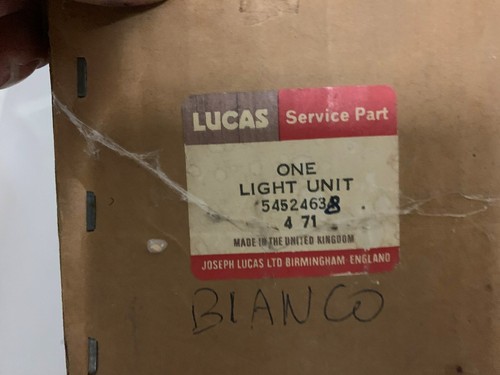 LUCAS Service Part
ONE
LIGHT UNIT
54524638
4 71
MADE IN THE UNITED KINGDOM
JOSEPH LUCAS LTD BIRMINGHAM ENGLAND
BIANCO